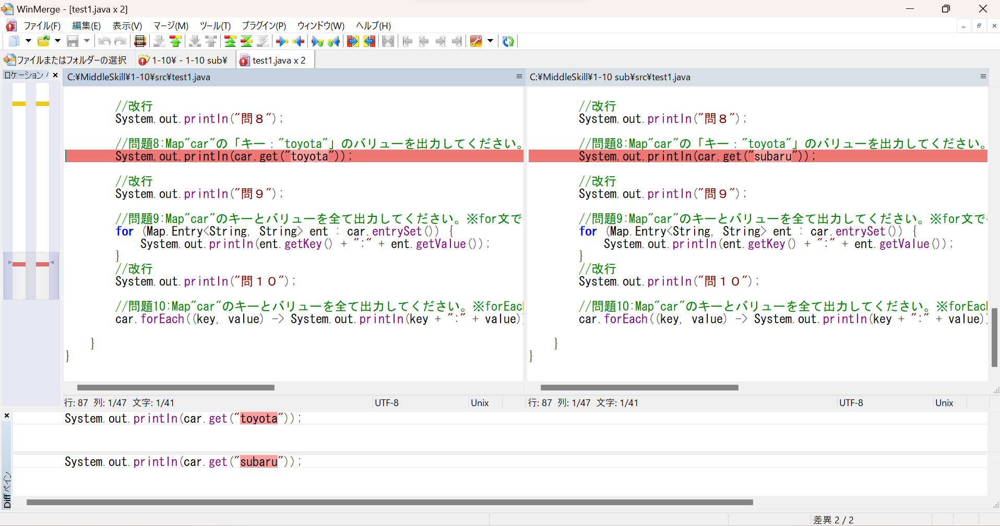 WinMerge - [test1.java x 2]
ファイル(F) 編集(E) 表示(V) マージ(M) ツール(T) プラグイン(P) ウィンドウ(W) ヘルプ(H)
ファイルまたはフォルダーの選択 1-10¥ - 1-10 sub¥ test1.java x 2
ロケーション
C:¥MiddleSkill¥1-10¥src¥test1.java
//改行
System.out.println("問８");
//問題8:Map"car"の「キー："toyota"」のバリューを出力してください。
System.out.println(car.get("toyota"));
//改行
System.out.println("問９");
//問題9:Map"car"のキーとバリューを全て出力してください。※for文で
for (Map.Entry<String, String> ent : car.entrySet()) {
System.out.println(ent.getKey() + ":" + ent.getValue());
}
//改行
System.out.println("問１０");
//問題10:Map"car"のキーとバリューを全て出力してください。※forEac
car.forEach((key, value) -> System.out.println(key + ":" + value)
}
}
行: 87 列: 1/47 文字: 1/41 UTF-8 Unix
C:¥MiddleSkill¥1-10 sub¥src¥test1.java
//改行
System.out.println("問８");
//問題8:Map"car"の「キー："toyota"」のバリューを出力してください。
System.out.println(car.get("subaru"));
//改行
System.out.println("問９");
//問題9:Map"car"のキーとバリューを全て出力してください。※for文で
for (Map.Entry<String, String> ent : car.entrySet()) {
System.out.println(ent.getKey() + ":" + ent.getValue());
}
//改行
System.out.println("問１０");
//問題10:Map"car"のキーとバリューを全て出力してください。※forEac
car.forEach((key, value) -> System.out.println(key + ":" + value)
}
}
行: 87 列: 1/47 文字: 1/41 UTF-8 Unix
Diff ペイン
System.out.println(car.get("toyota"));
System.out.println(car.get("subaru"));
差異 2 / 2